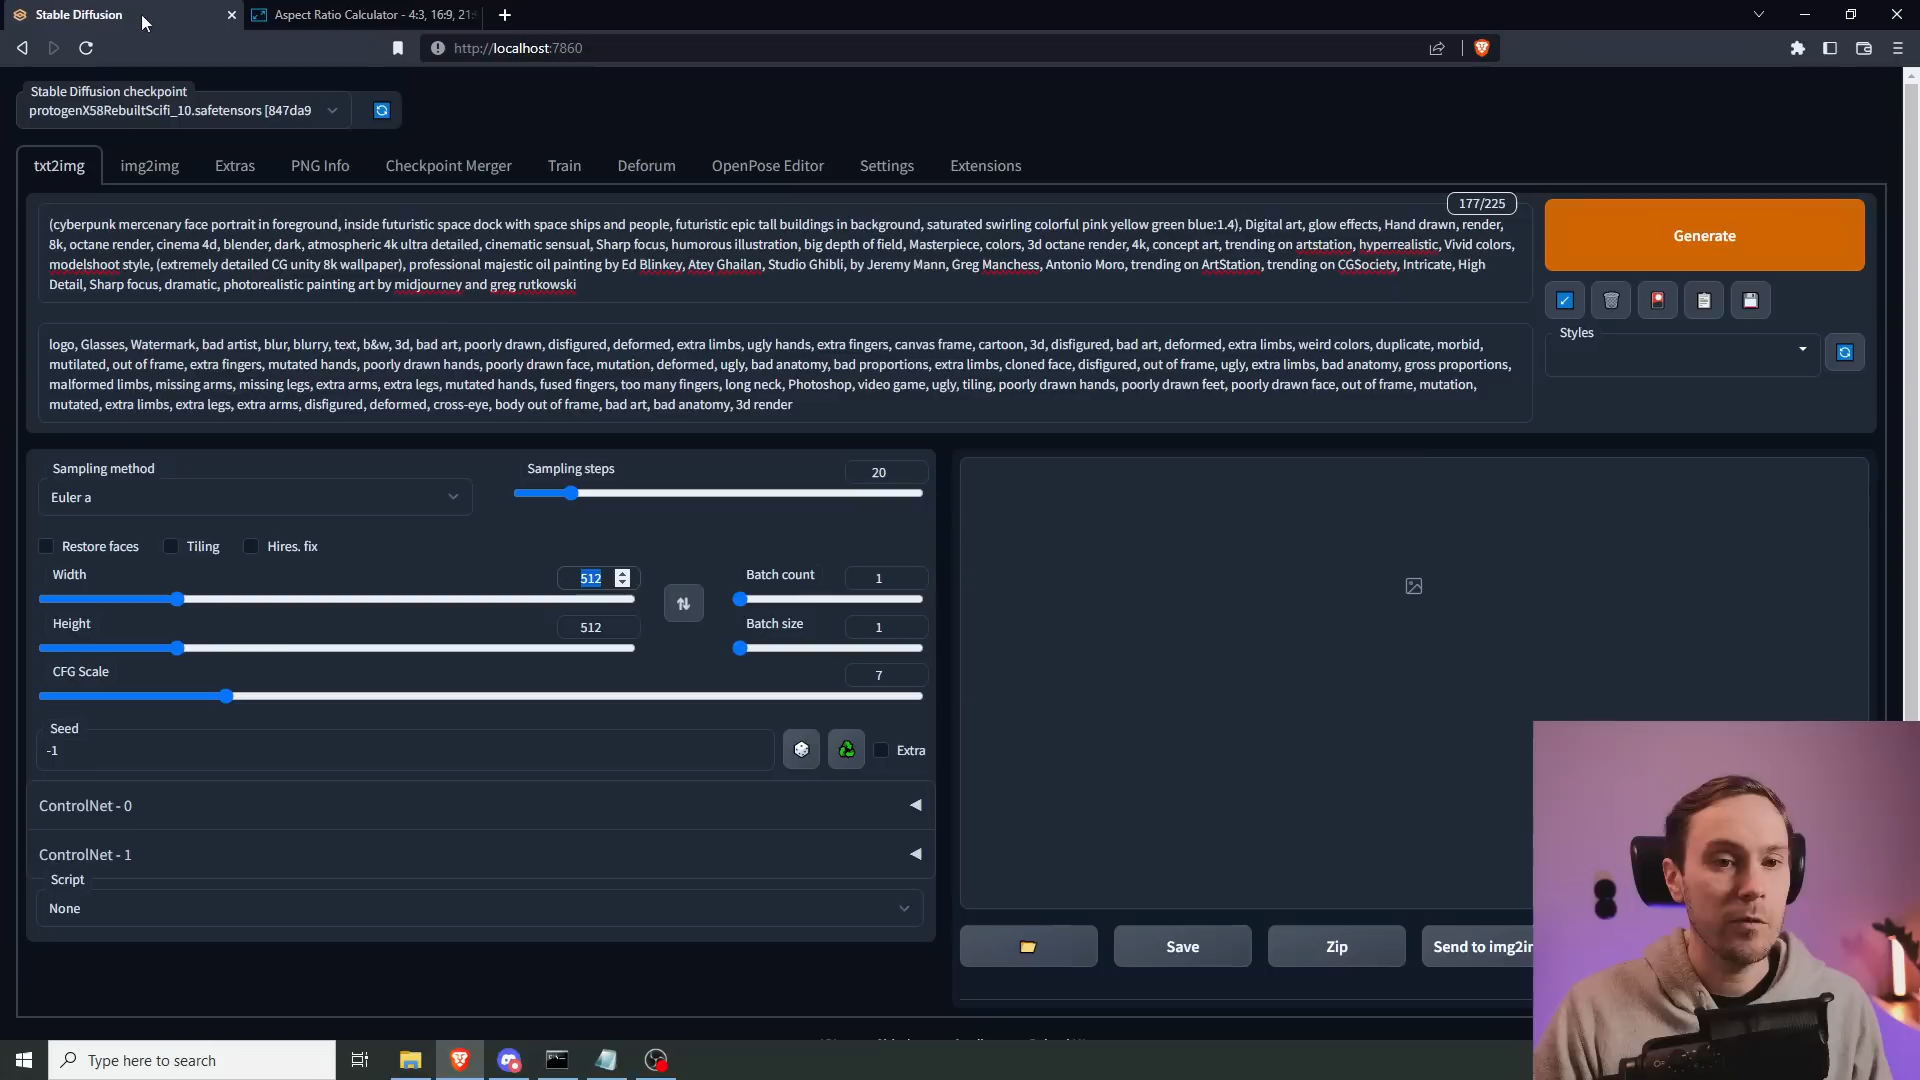 Stable Diffusion
Aspect Ratio Calculator - 4:3, 16:9, 21:
http://localhost:7860
Stable Diffusion checkpoint
protogenX58RebuiltScifi_10.safetensors [847da9
txt2img
img2img
Extras
PNG Info
Checkpoint Merger
Train
Deforum
OpenPose Editor
Settings
Extensions
177/225
(cyberpunk mercenary face portrait in foreground, inside futuristic space dock with space ships and people, futuristic epic tall buildings in background, saturated swirling colorful pink yellow green blue:1.4), Digital art, glow effects, Hand drawn, render,
8k, octane render, cinema 4d, blender, dark, atmospheric 4k ultra detailed, cinematic sensual, Sharp focus, humorous illustration, big depth of field, Masterpiece, colors, 3d octane render, 4k, concept art, trending on artstation, hyperrealistic, Vivid colors,
modelshoot style, (extremely detailed CG unity 8k wallpaper), professional majestic oil painting by Ed Blinkey, Atey Ghailan, Studio Ghibli, by Jeremy Mann, Greg Manchess, Antonio Moro, trending on ArtStation, trending on CGSociety, Intricate, High
Detail, Sharp focus, dramatic, photorealistic painting art by midjourney and greg rutkowski
Generate
Styles
logo, Glasses, Watermark, bad artist, blur, blurry, text, b&w, 3d, bad art, poorly drawn, disfigured, deformed, extra limbs, ugly hands, extra fingers, canvas frame, cartoon, 3d, disfigured, bad art, deformed, extra limbs, weird colors, duplicate, morbid,
mutilated, out of frame, extra fingers, mutated hands, poorly drawn hands, poorly drawn face, mutation, deformed, ugly, bad anatomy, bad proportions, extra limbs, cloned face, disfigured, out of frame, ugly, extra limbs, bad anatomy, gross proportions,
malformed limbs, missing arms, missing legs, extra arms, extra legs, mutated hands, fused fingers, too many fingers, long neck, Photoshop, video game, ugly, tiling, poorly drawn hands, poorly drawn feet, poorly drawn face, out of frame, mutation,
mutated, extra limbs, extra legs, extra arms, disfigured, deformed, cross-eye, body out of frame, bad art, bad anatomy, 3d render
Sampling method
Euler a
Sampling steps
20
Restore faces
Tiling
Hires. fix
Width
512
Batch count
1
Height
512
Batch size
1
CFG Scale
7
Seed
-1
Extra
ControlNet - 0
ControlNet - 1
Script
None
Save
Zip
Send to img2im
Type here to search